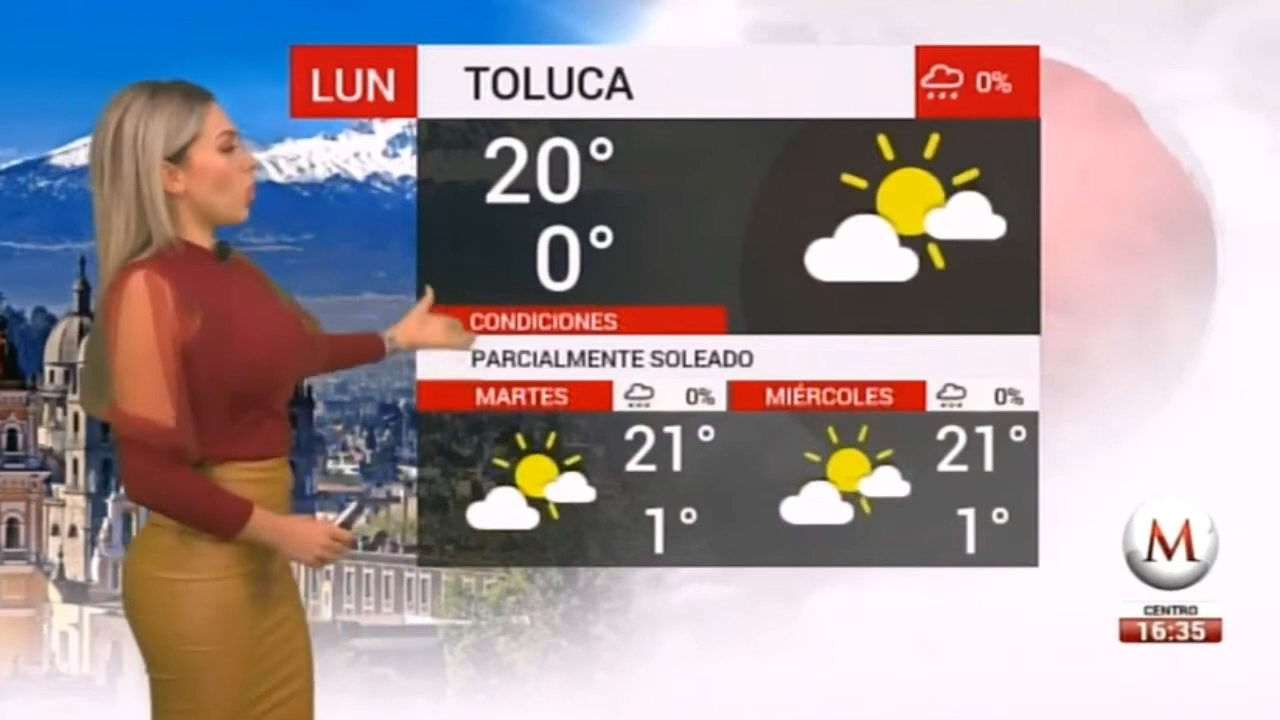 LUN
TOLUCA
0%
20°
0°
CONDICIONES
PARCIALMENTE SOLEADO
MARTES
0%
MIÉRCOLES
0%
21°
1°
21°
1°
M
CENTRO
16:35